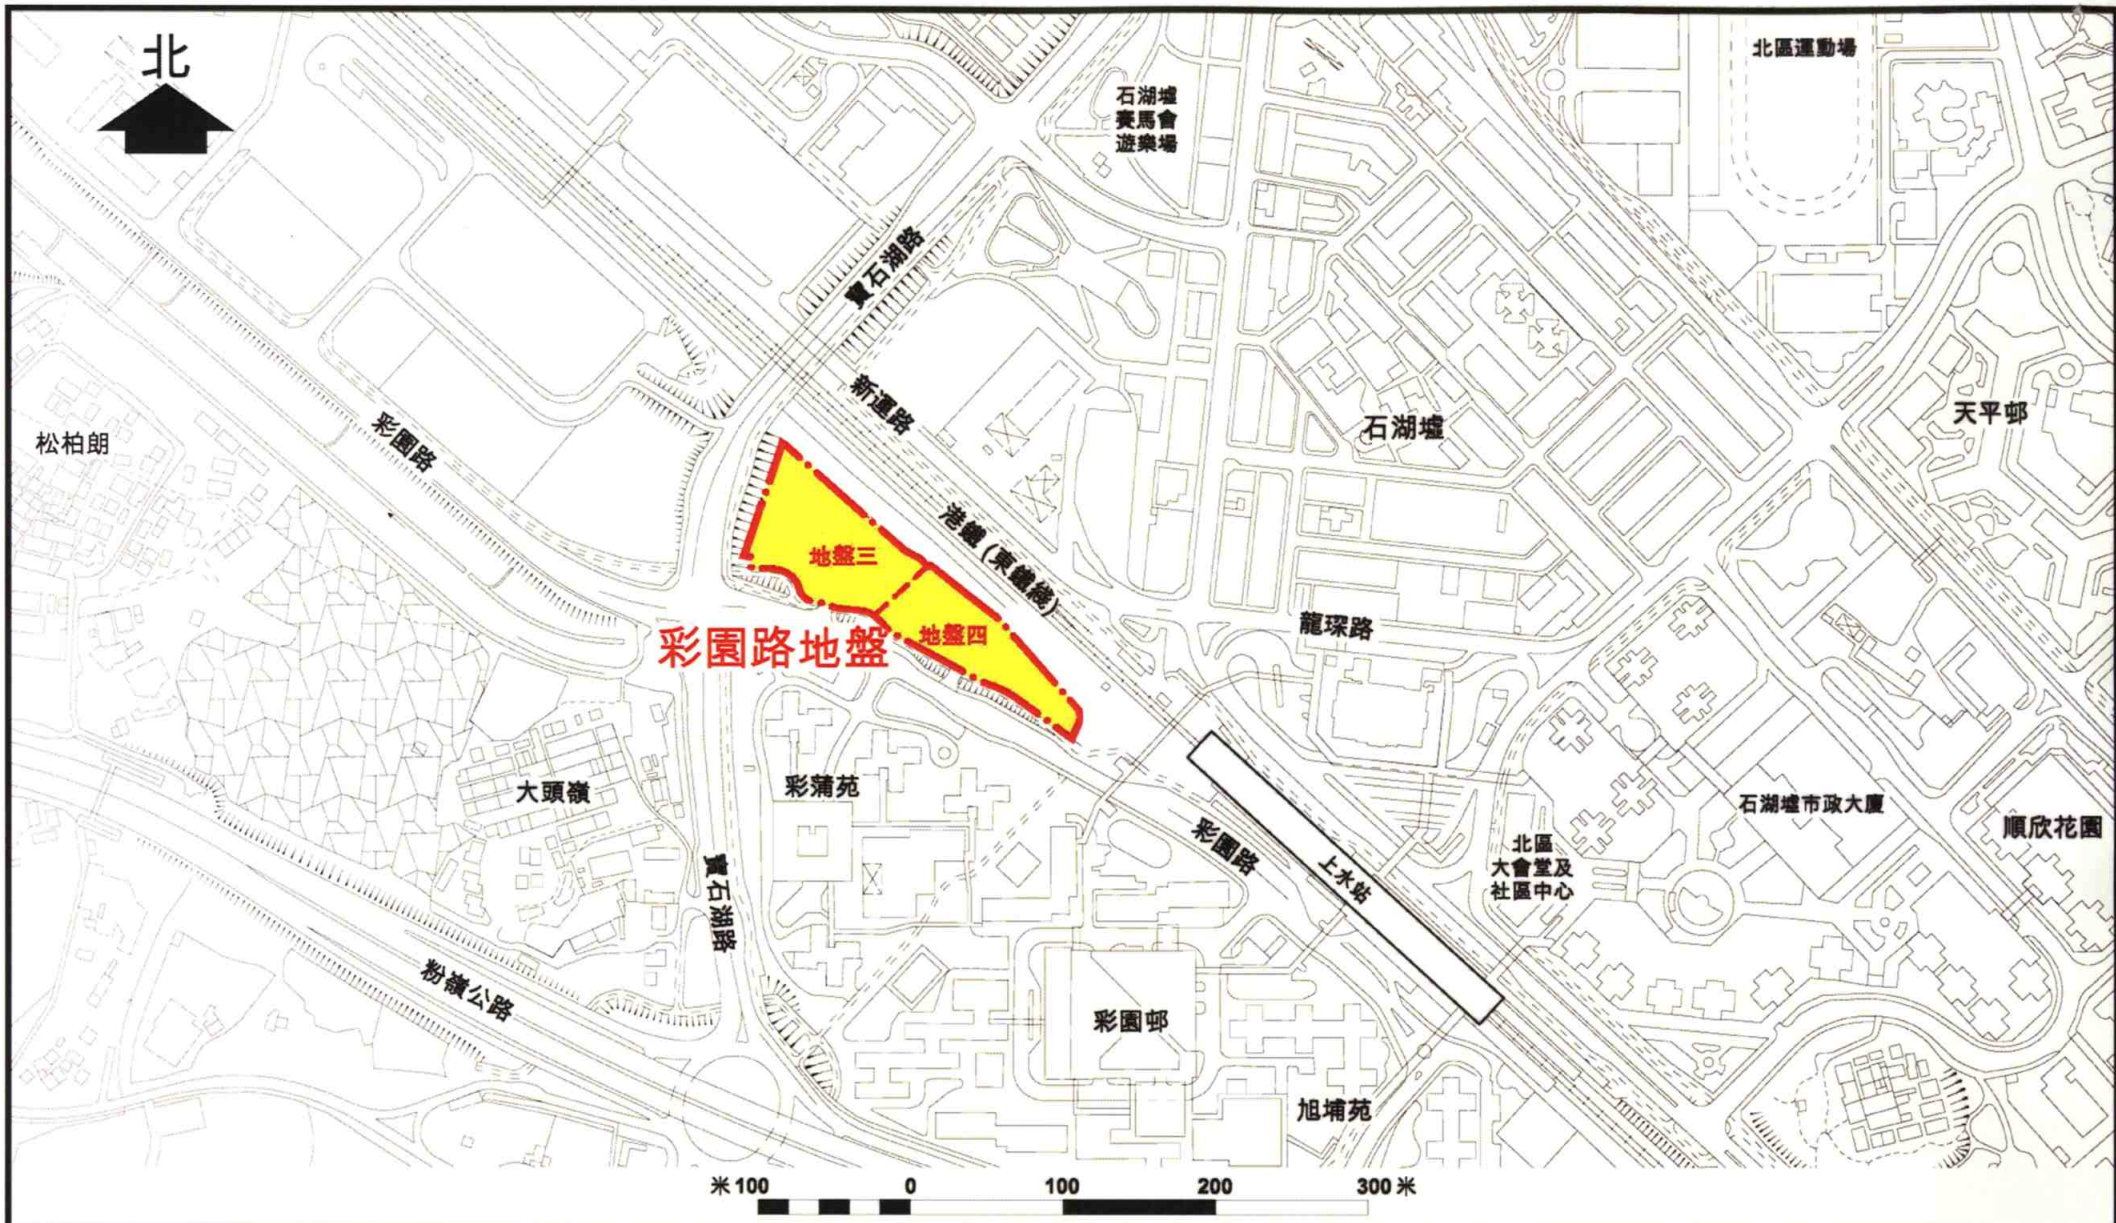 北
北區運動場
石湖墟
賽馬會
遊樂場
寶石湖路
新運路
彩園路
松柏朗
石湖墟
天平邨
港鐵（東鐵綫）
地盤三
地盤四
彩園路地盤
龍琛路
大頭嶺
彩蒲苑
彩園路
上水站
北區
大會堂及
社區中心
石湖墟市政大廈
順欣花園
寶石湖路
粉嶺公路
彩園邨
旭埔苑
米 100 0 100 200 300 米